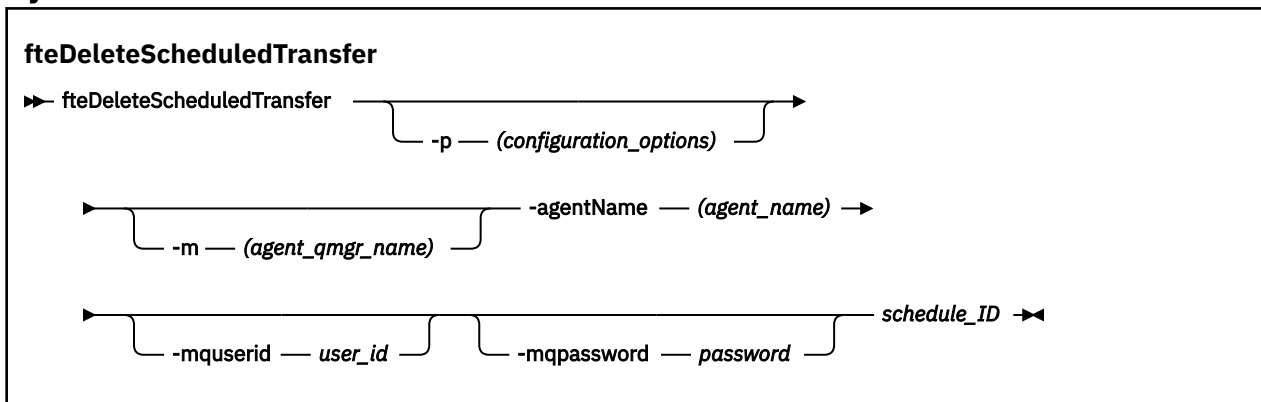 fteDeleteScheduledTransfer
fteDeleteScheduledTransfer
-p (configuration_options)
-agentName (agent_name)
-m (agent_qmgr_name)
schedule_ID
-mquserid user_id -mqpassword password